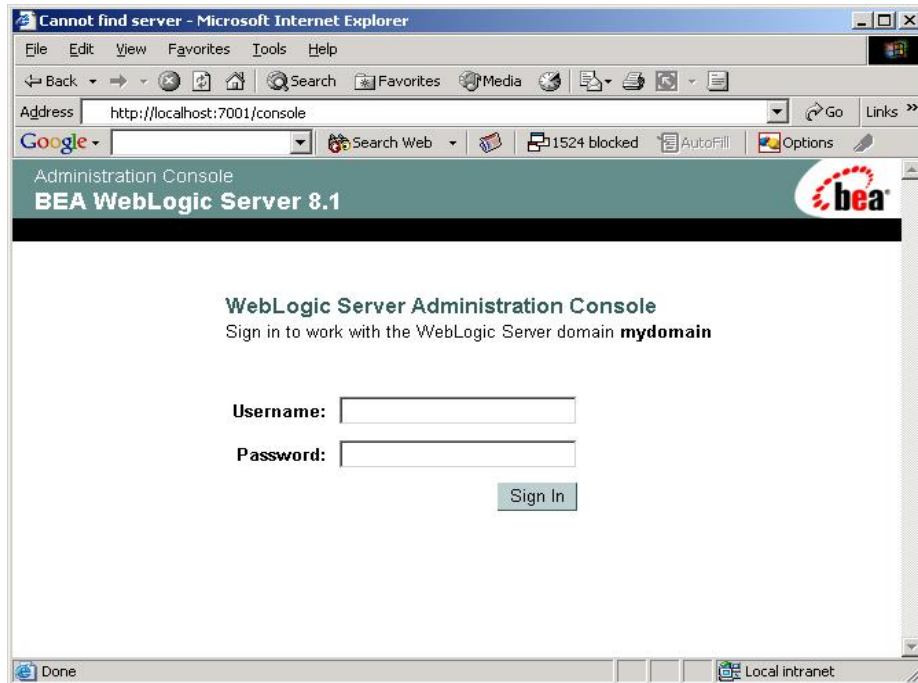 Cannot find server - Microsoft Internet Explorer
File Edit View Favorites Tools Help
Back Search Favorites Media
Address http://localhost:7001/console Go Links »
Google Search Web 1524 blocked AutoFill Options
Administration Console
BEA WebLogic Server 8.1
bea
WebLogic Server Administration Console
Sign in to work with the WebLogic Server domain mydomain
Username:
Password:
Sign In
Done Local intranet